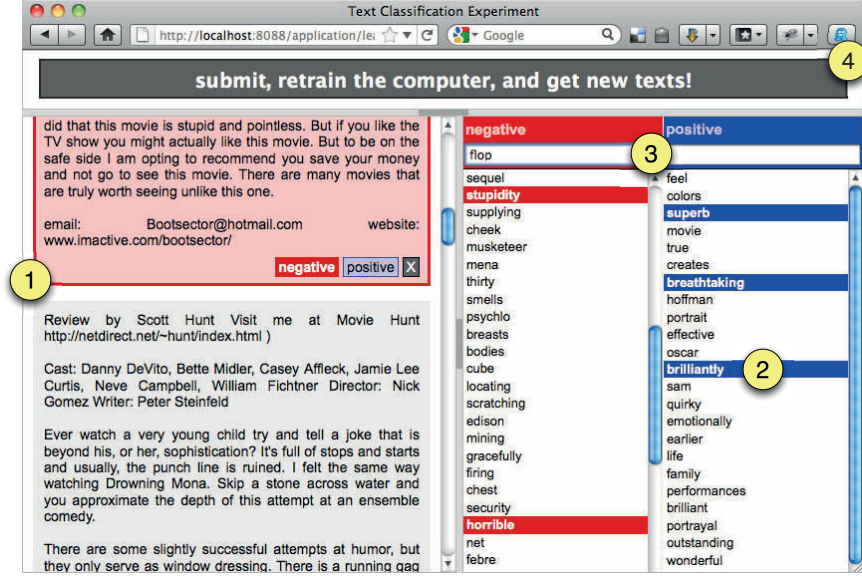 Text Classification Experiment
http://localhost:8088/application/lea
Google
4
submit, retrain the computer, and get new texts!
did that this movie is stupid and pointless. But if you like the
TV show you might actually like this movie. But to be on the
safe side I am opting to recommend you save your money
and not go to see this movie. There are many movies that
are truly worth seeing unlike this one.
email: Bootsector@hotmail.com website:
www.imactive.com/bootsector/
negative positive X
1
Review by Scott Hunt Visit me at Movie Hunt
http://netdirect.net/~hunt/index.html )
Cast: Danny DeVito, Bette Midler, Casey Affleck, Jamie Lee
Curtis, Neve Campbell, William Fichtner Director: Nick
Gomez Writer: Peter Steinfeld
Ever watch a very young child try and tell a joke that is
beyond his, or her, sophistication? It's full of stops and starts
and usually, the punch line is ruined. I felt the same way
watching Drowning Mona. Skip a stone across water and
you approximate the depth of this attempt at an ensemble
comedy.
There are some slightly successful attempts at humor, but
they only serve as window dressing. There is a running gag
negative
flop
3
sequel
stupidity
supplying
cheek
musketeer
mena
thirty
smells
psychlo
breasts
bodies
cube
locating
scratching
edison
mining
gracefully
firing
chest
security
horrible
net
febre
positive
feel
colors
superb
movie
true
creates
breathtaking
hoffman
portrait
effective
oscar
brilliantly
2
sam
quirky
emotionally
earlier
life
family
performances
brilliant
portrayal
outstanding
wonderful